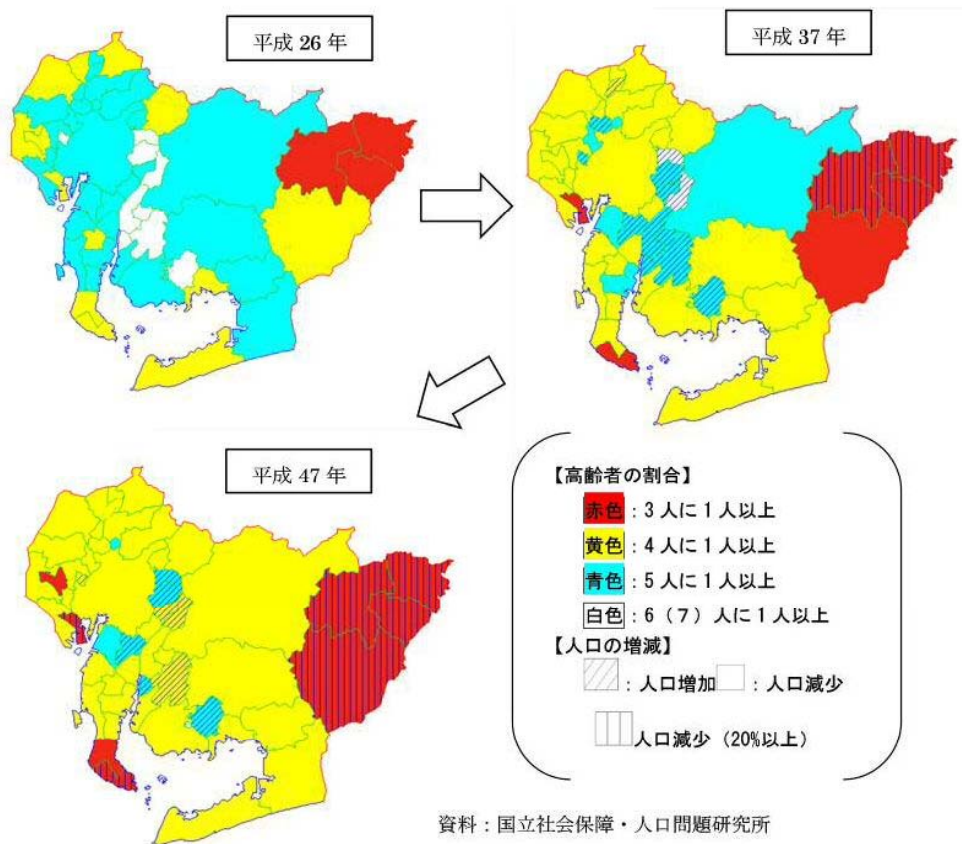 平成 26 年
平成 37 年
平成 47 年
【高齢者の割合】
赤色：3 人に 1 人以上
黄色：4 人に 1 人以上
青色：5 人に 1 人以上
白色：6（7）人に 1 人以上
【人口の増減】
：人口増加 ：人口減少
人口減少（20%以上）
資料：国立社会保障・人口問題研究所